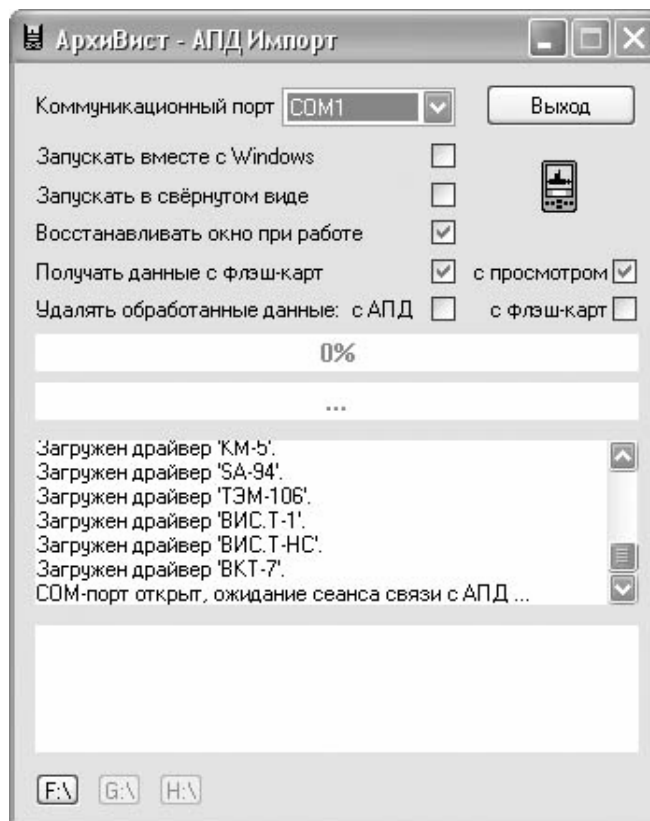 АрхиВист - АПД Импорт
Коммуникационный порт COM1 Выход
Запускать вместе с Windows
Запускать в свёрнутом виде
Восстанавливать окно при работе
Получать данные с флэш-карт с просмотром
Удалять обработанные данные: с АПД с флэш-карт
0%
...
Загружен драйвер 'КМ-5'.
Загружен драйвер 'SA-94'.
Загружен драйвер 'ТЭМ-106'.
Загружен драйвер 'ВИС.Т-1'.
Загружен драйвер 'ВИС.Т-НС'.
Загружен драйвер 'ВКТ-7'.
COM-порт открыт, ожидание сеанса связи с АПД ...
F:\ G:\ H:\